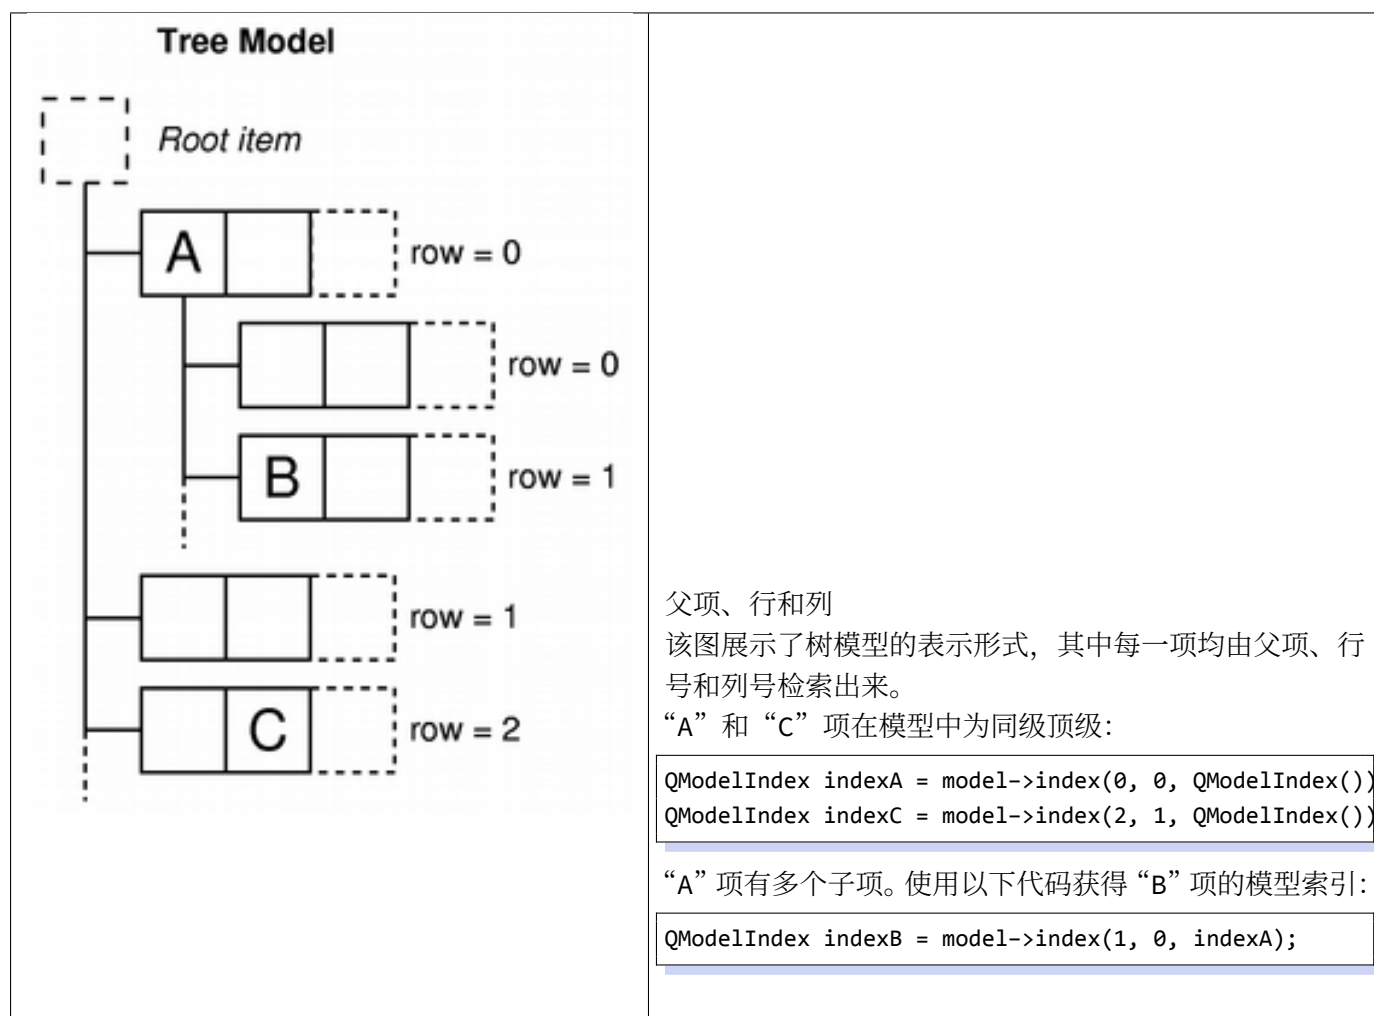 Tree Model
Root item
A
row = 0
row = 0
B
row = 1
row = 1
C
row = 2
父项、行和列
该图展示了树模型的表示形式，其中每一项均由父项、行
号和列号检索出来。
“A”和“C”项在模型中为同级顶级：
QModelIndex indexA = model->index(0, 0, QModelIndex())
QModelIndex indexC = model->index(2, 1, QModelIndex())
“A”项有多个子项。使用以下代码获得“B”项的模型索引：
QModelIndex indexB = model->index(1, 0, indexA);